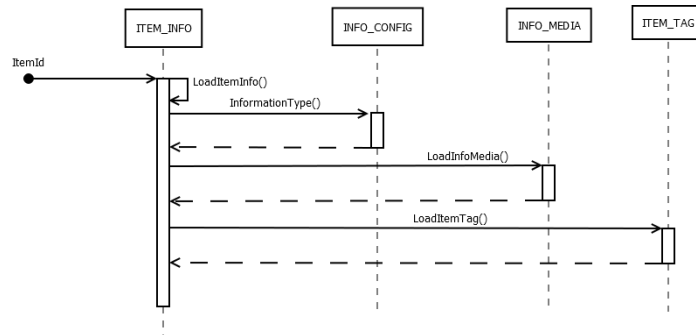 ITEM_INFO
INFO_CONFIG
INFO_MEDIA
ITEM_TAG
ItemId
LoadItemInfo()
InformationType()
LoadInfoMedia()
LoadItemTag()